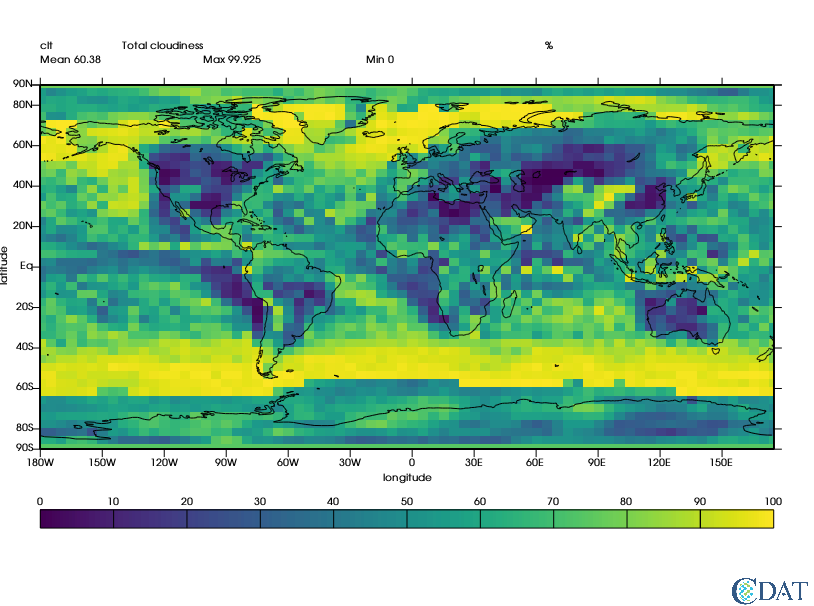 clt Total cloudiness %
Mean 60.38 Max 99.925 Min 0
90N
80N
60N
40N
20N
Eq
20S
40S
60S
80S
90S
latitude
180W 150W 120W 90W 60W 30W 0 30E 60E 90E 120E 150E
longitude
0 10 20 30 40 50 60 70 80 90 100
CDAT